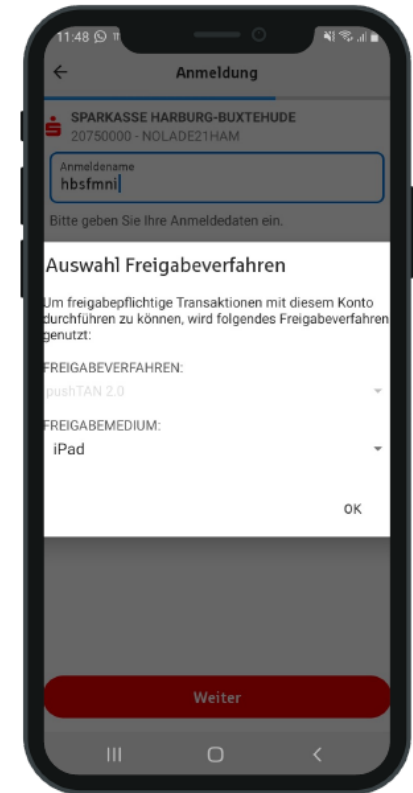 11:48
Anmeldung
SPARKASSE HARBURG-BUXTEHUDE
20750000 - NOLADE21HAM
Anmeldename
hbsfmni
Bitte geben Sie Ihre Anmeldedaten ein.
Auswahl Freigabeverfahren
Um freigabepflichtige Transaktionen mit diesem Konto
durchführen zu können, wird folgendes Freigabeverfahren
genutzt:
FREIGABEVERFAHREN:
pushTAN 2.0
FREIGABEMEDIUM:
iPad
OK
Weiter